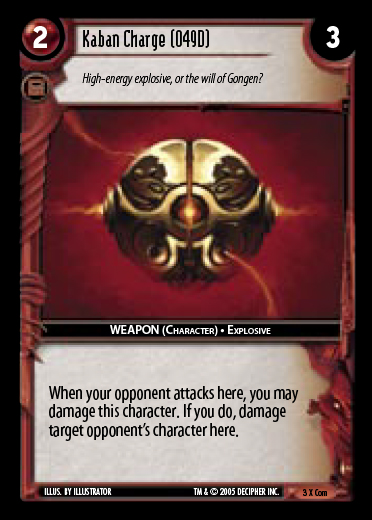 2
Kaban Charge (049D)
3
High-energy explosive, or the will of Gongen?
WEAPON (CHARACTER) • EXPLOSIVE
When your opponent attacks here, you may
damage this character. If you do, damage
target opponent's character here.
ILLUS. BY ILLUSTRATOR
TM & © 2005 DECIPHER INC.
3 X Com